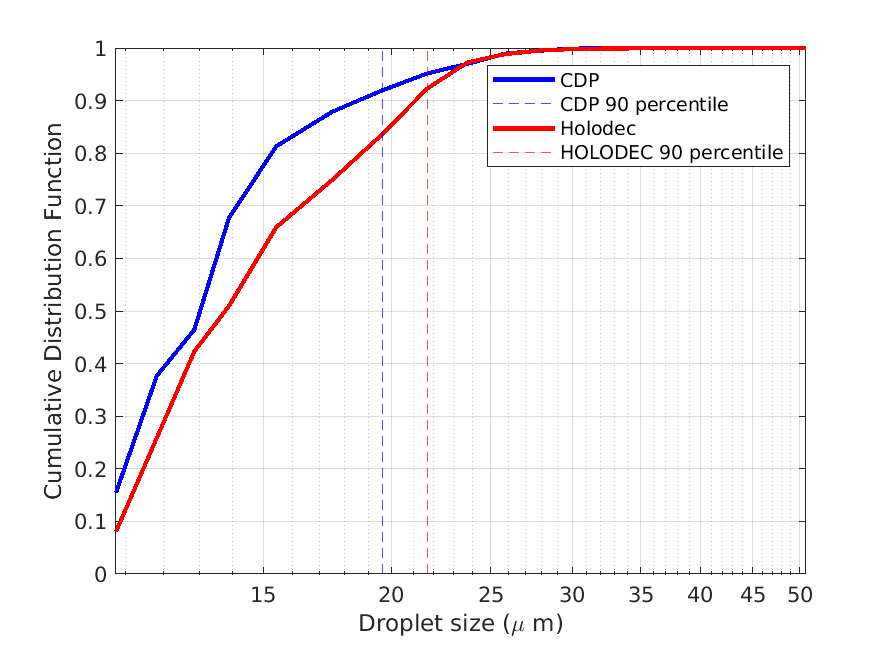 1
0.9
0.8
0.7
0.6
0.5
0.4
0.3
0.2
0.1
0
Cumulative Distribution Function
CDP
CDP 90 percentile
Holodec
HOLODEC 90 percentile
15 20 25 30 35 40 45 50
Droplet size (μ m)